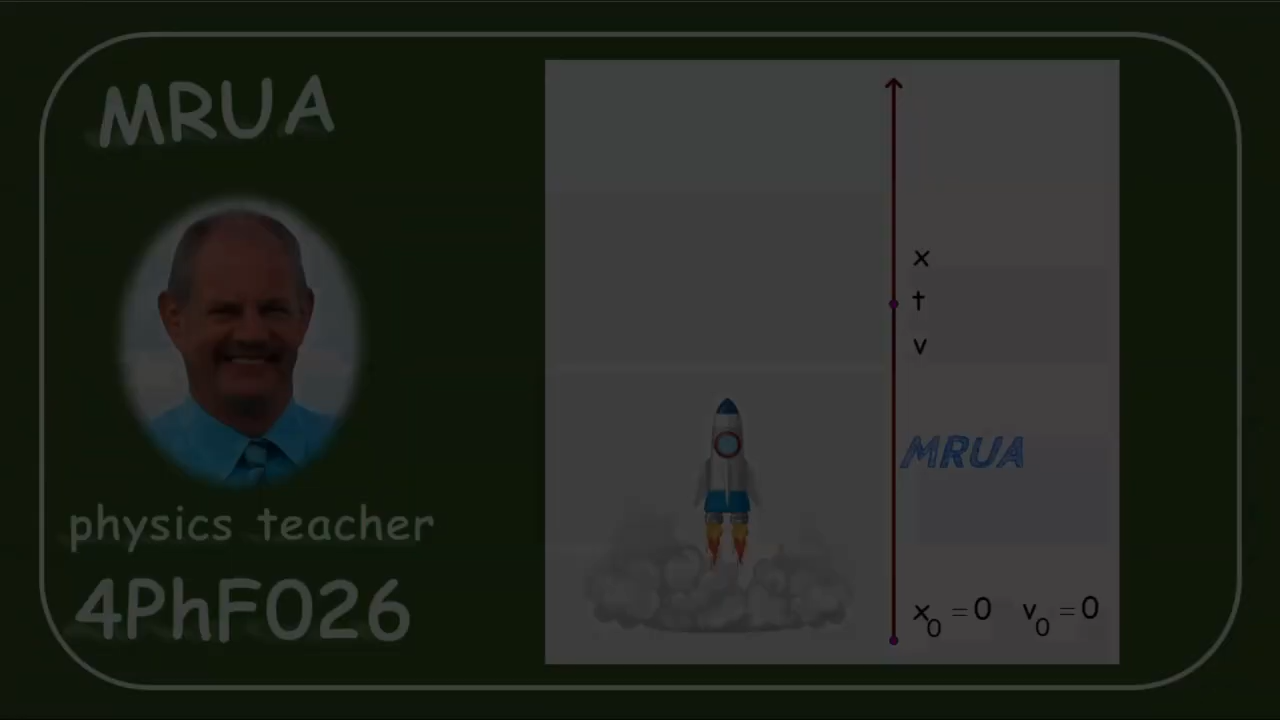 MRUA
physics teacher
4PhF026
x
t
v
MRUA
x0 = 0 v0 = 0